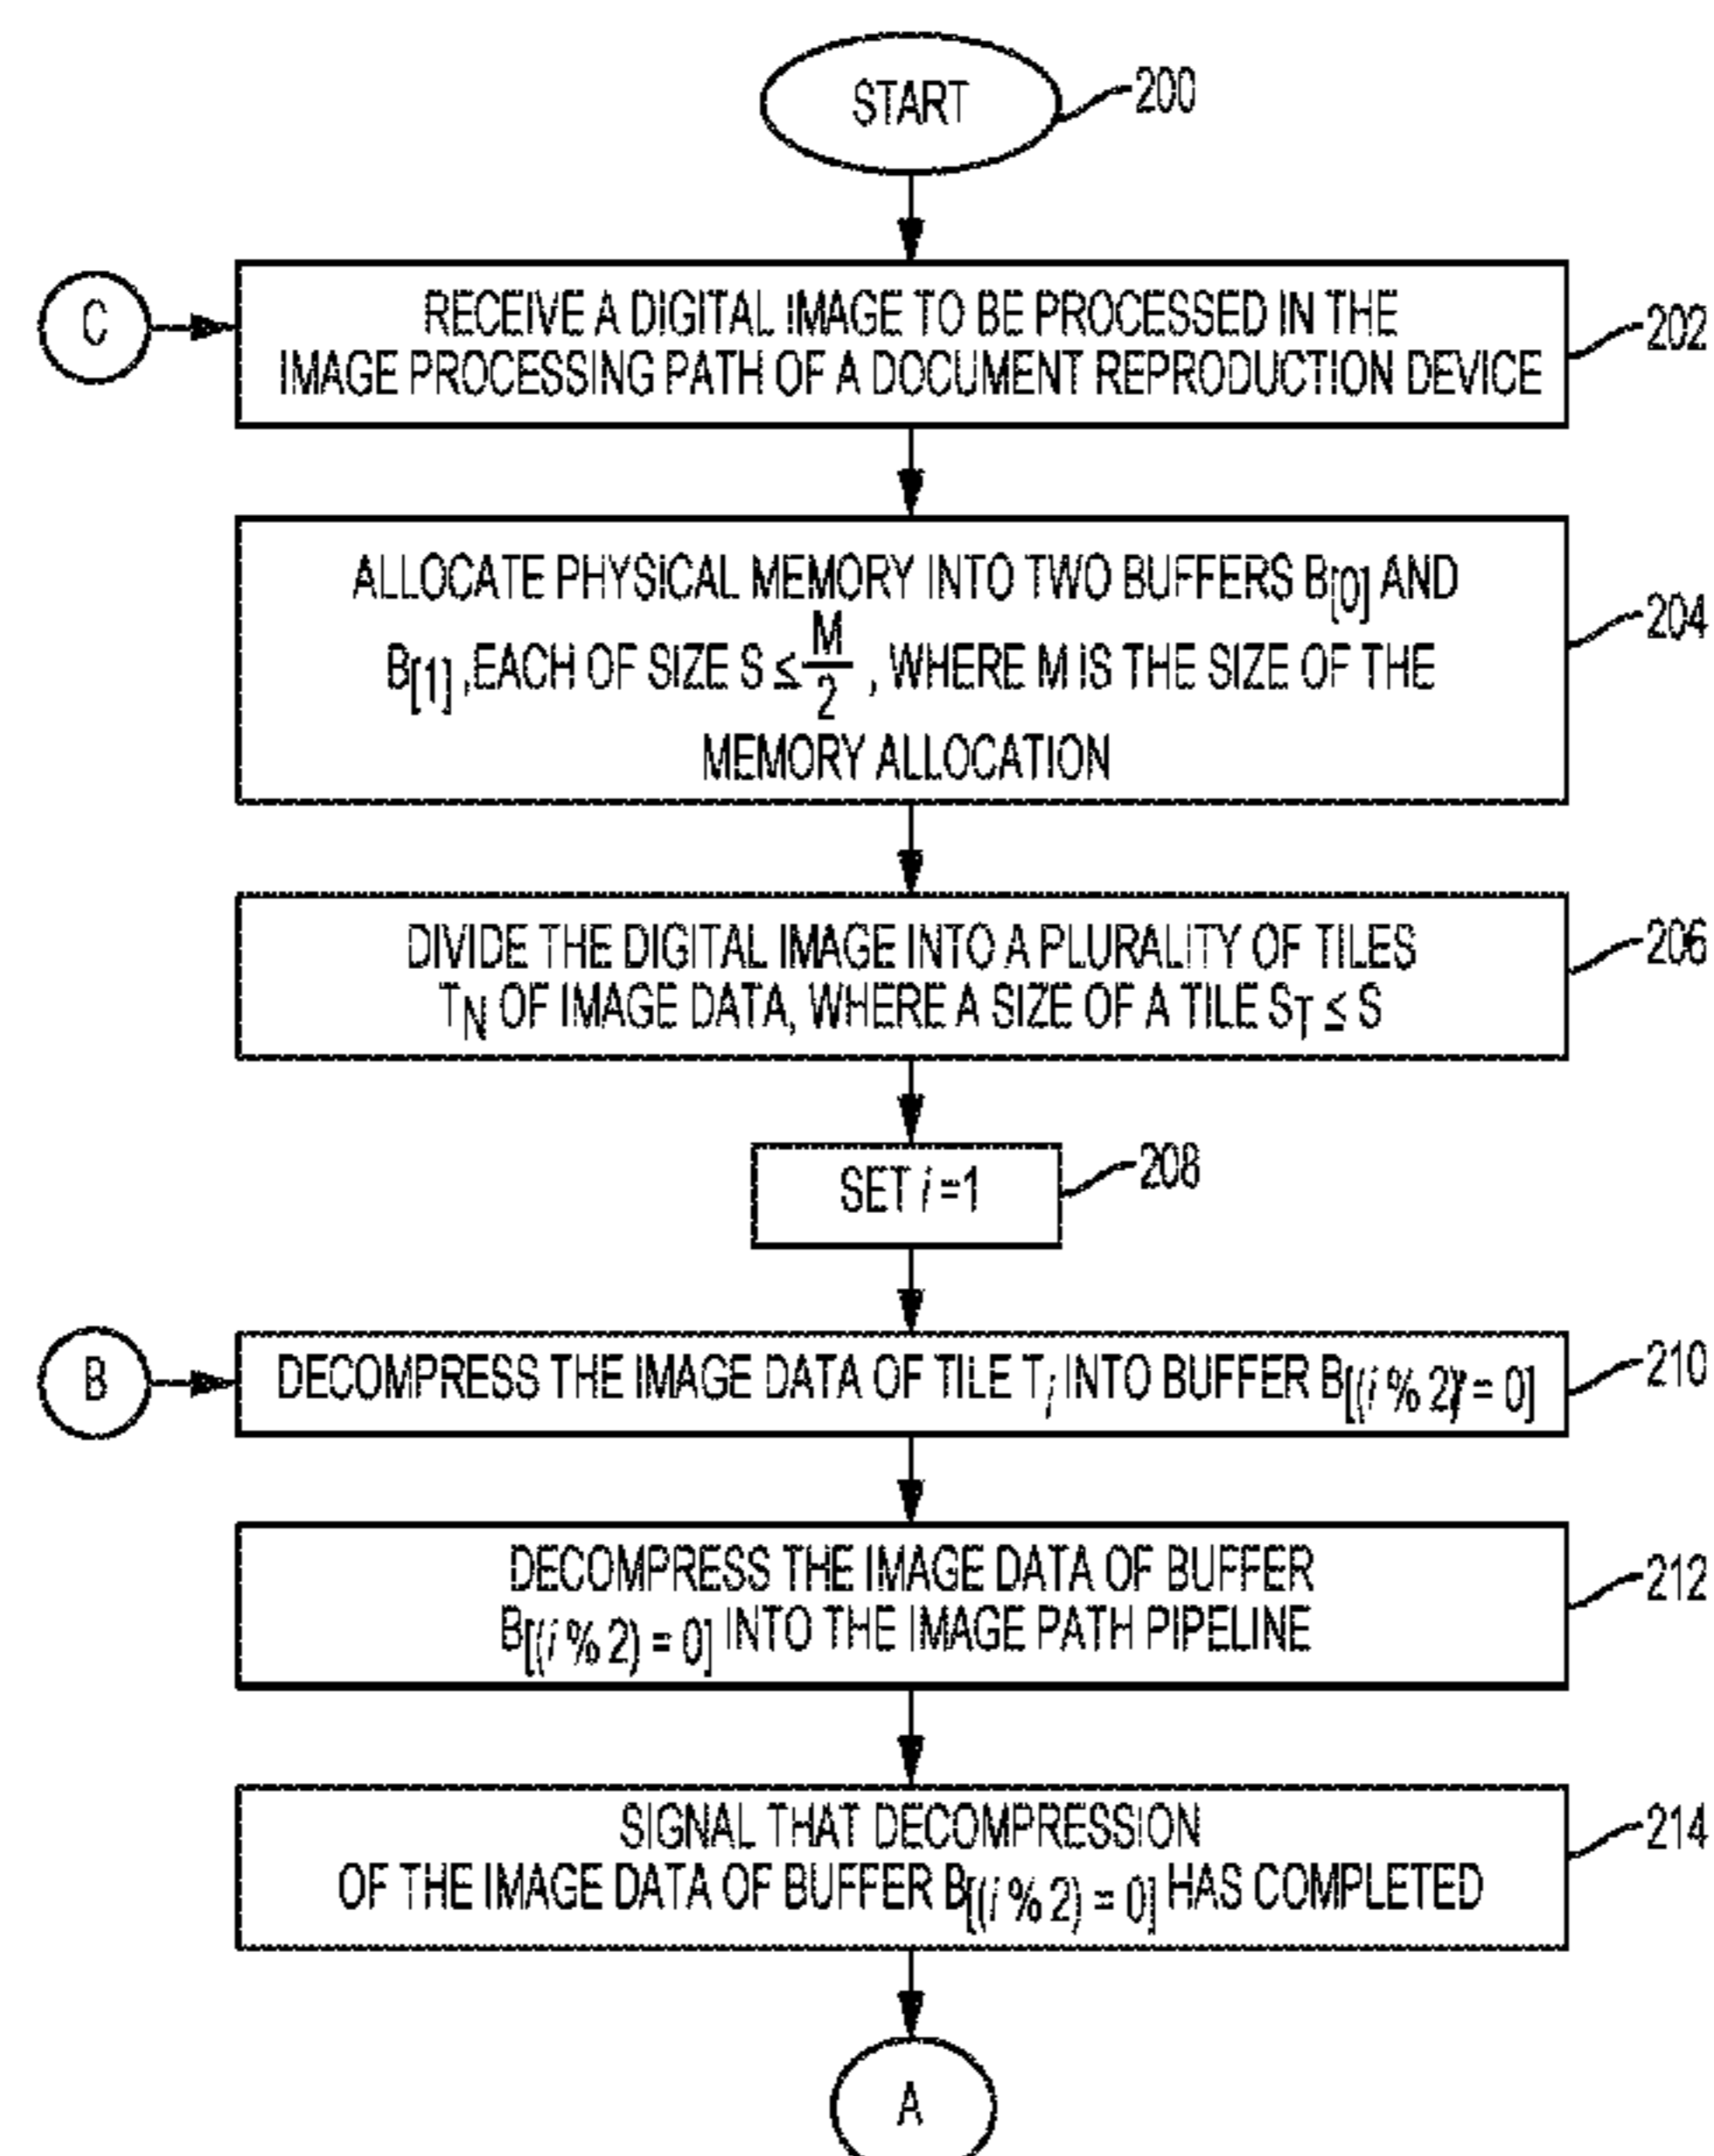 START
200
C
RECEIVE A DIGITAL IMAGE TO BE PROCESSED IN THE
IMAGE PROCESSING PATH OF A DOCUMENT REPRODUCTION DEVICE
202
ALLOCATE PHYSICAL MEMORY INTO TWO BUFFERS B[0] AND
B[1], EACH OF SIZE S ≤ M/2, WHERE M IS THE SIZE OF THE
MEMORY ALLOCATION
204
DIVIDE THE DIGITAL IMAGE INTO A PLURALITY OF TILES
TN OF IMAGE DATA, WHERE A SIZE OF A TILE ST ≤ S
206
SET i=1
208
B
DECOMPRESS THE IMAGE DATA OF TILE Ti INTO BUFFER B[(i % 2) = 0]
210
DECOMPRESS THE IMAGE DATA OF BUFFER
B[(i % 2) = 0] INTO THE IMAGE PATH PIPELINE
212
SIGNAL THAT DECOMPRESSION
OF THE IMAGE DATA OF BUFFER B[(i % 2) = 0] HAS COMPLETED
214
A